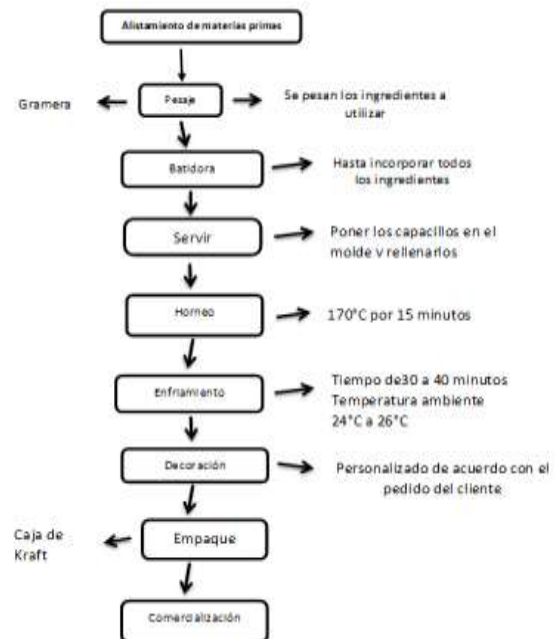 Alistamiento de materias primas
Gramera
Pesaje
Se pesan los ingredientes a
utilizar
Batidora
Hasta incorporar todos
los ingredientes
Servir
Poner los capacillos en el
molde y rellenarlos
Horneo
170°C por 15 minutos
Enfriamiento
Tiempo de30 a 40 minutos
Temperatura ambiente
24°C a 26°C
Decoración
Personalizado de acuerdo con el
pedido del cliente
Caja de
Kraft
Empaque
Comercialización